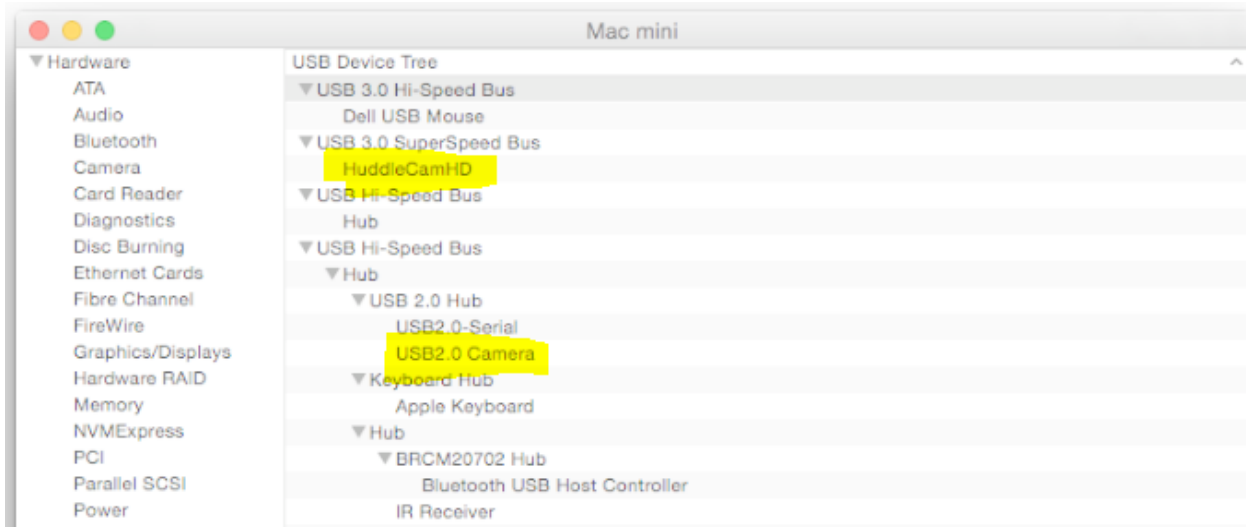 Mac mini
Hardware
ATA
Audio
Bluetooth
Camera
Card Reader
Diagnostics
Disc Burning
Ethernet Cards
Fibre Channel
FireWire
Graphics/Displays
Hardware RAID
Memory
NVMExpress
PCI
Parallel SCSI
Power
USB Device Tree
USB 3.0 Hi-Speed Bus
Dell USB Mouse
USB 3.0 SuperSpeed Bus
HuddleCamHD
USB Hi-Speed Bus
Hub
USB Hi-Speed Bus
Hub
USB 2.0 Hub
USB2.0-Serial
USB2.0 Camera
Keyboard Hub
Apple Keyboard
Hub
BRCM20702 Hub
Bluetooth USB Host Controller
IR Receiver